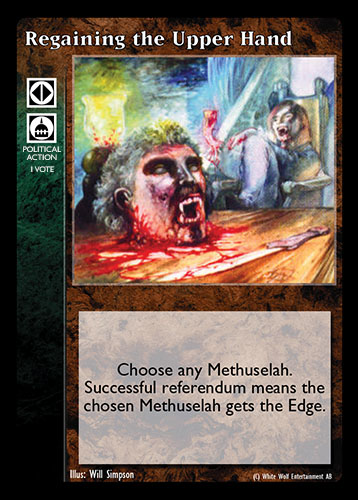 Regaining the Upper Hand
POLITICAL
ACTION
1 VOTE
Choose any Methuselah.
Successful referendum means the
chosen Methuselah gets the Edge.
Illus: Will Simpson
(C) White Wolf Entertainment AB